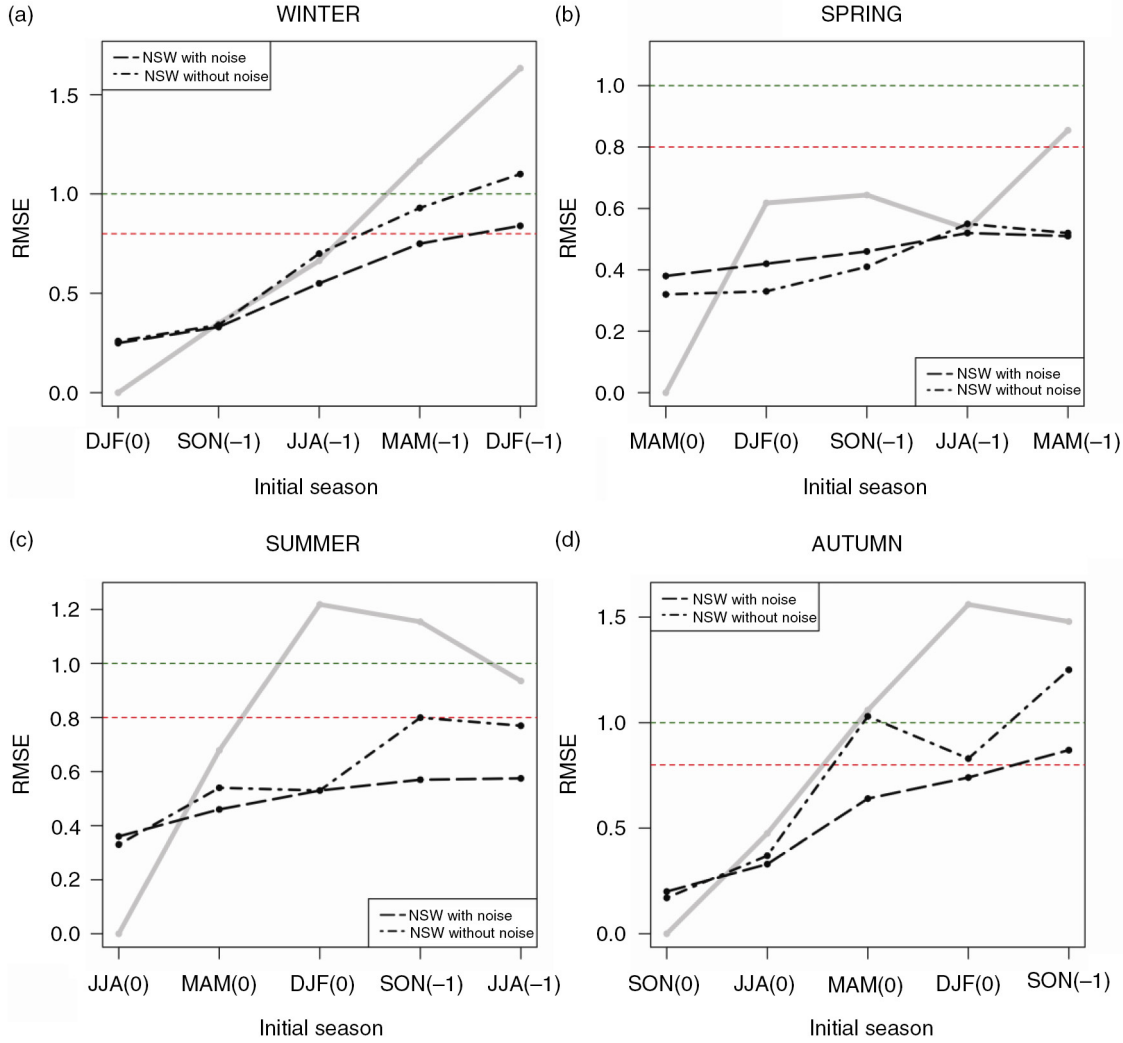 (a)
WINTER
NSW with noise
NSW without noise
RMSE
1.5
1.0
0.5
0.0
DJF(0) SON(–1) JJA(–1) MAM(–1) DJF(–1)
Initial season
(b)
SPRING
RMSE
1.0
0.8
0.6
0.4
0.2
0.0
NSW with noise
NSW without noise
MAM(0) DJF(0) SON(–1) JJA(–1) MAM(–1)
Initial season
(c)
SUMMER
RMSE
1.2
1.0
0.8
0.6
0.4
0.2
0.0
NSW with noise
NSW without noise
JJA(0) MAM(0) DJF(0) SON(–1) JJA(–1)
Initial season
(d)
AUTUMN
NSW with noise
NSW without noise
RMSE
1.5
1.0
0.5
0.0
SON(0) JJA(0) MAM(0) DJF(0) SON(–1)
Initial season